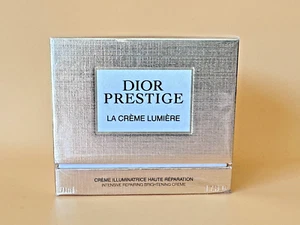 DIOR
PRESTIGE
LA CRÈME LUMIÈRE
CRÈME ILLUMINATRICE HAUTE RÉPARATION
INTENSIVE REPAIRING BRIGHTENING CREME